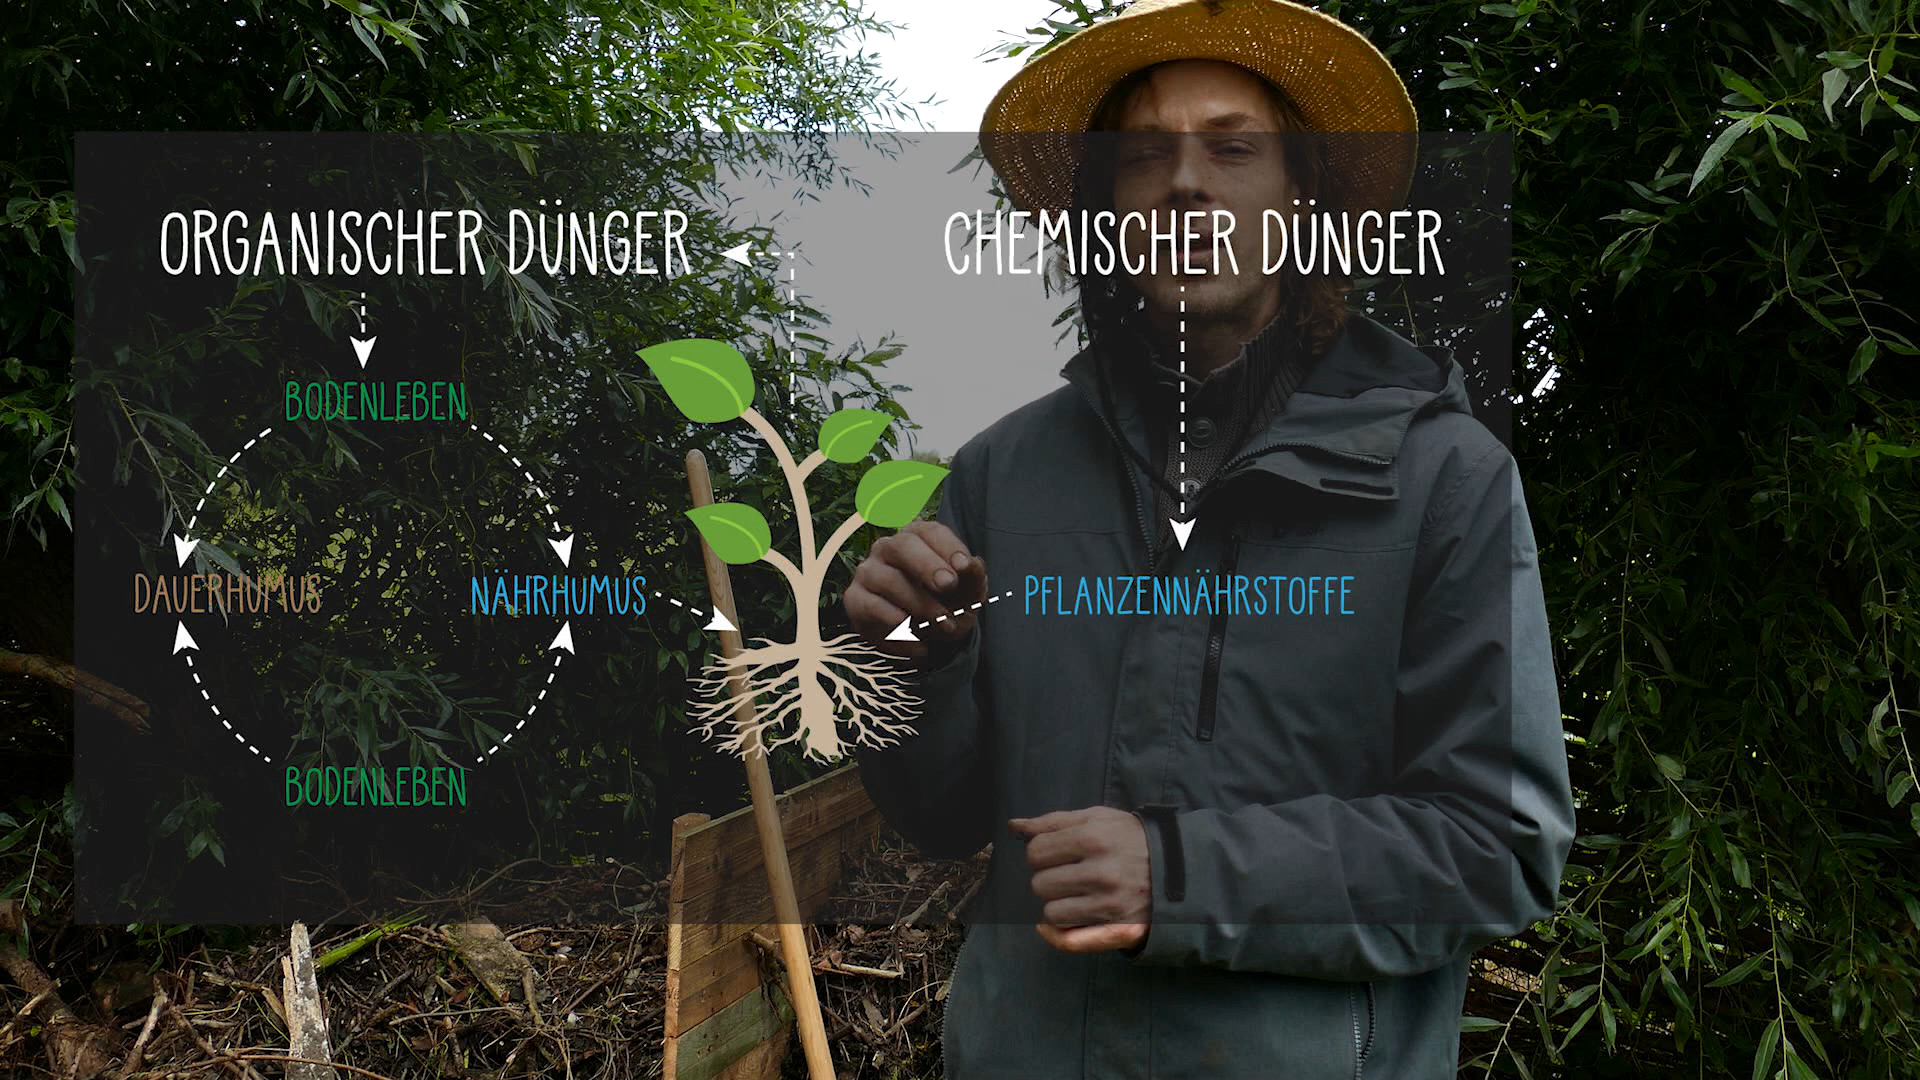 ORGANISCHER DÜNGER
CHEMISCHER DÜNGER
BODENLEBEN
DAUERHUMUS
NÄHRHUMUS
PFLANZENNÄHRSTOFFE
BODENLEBEN